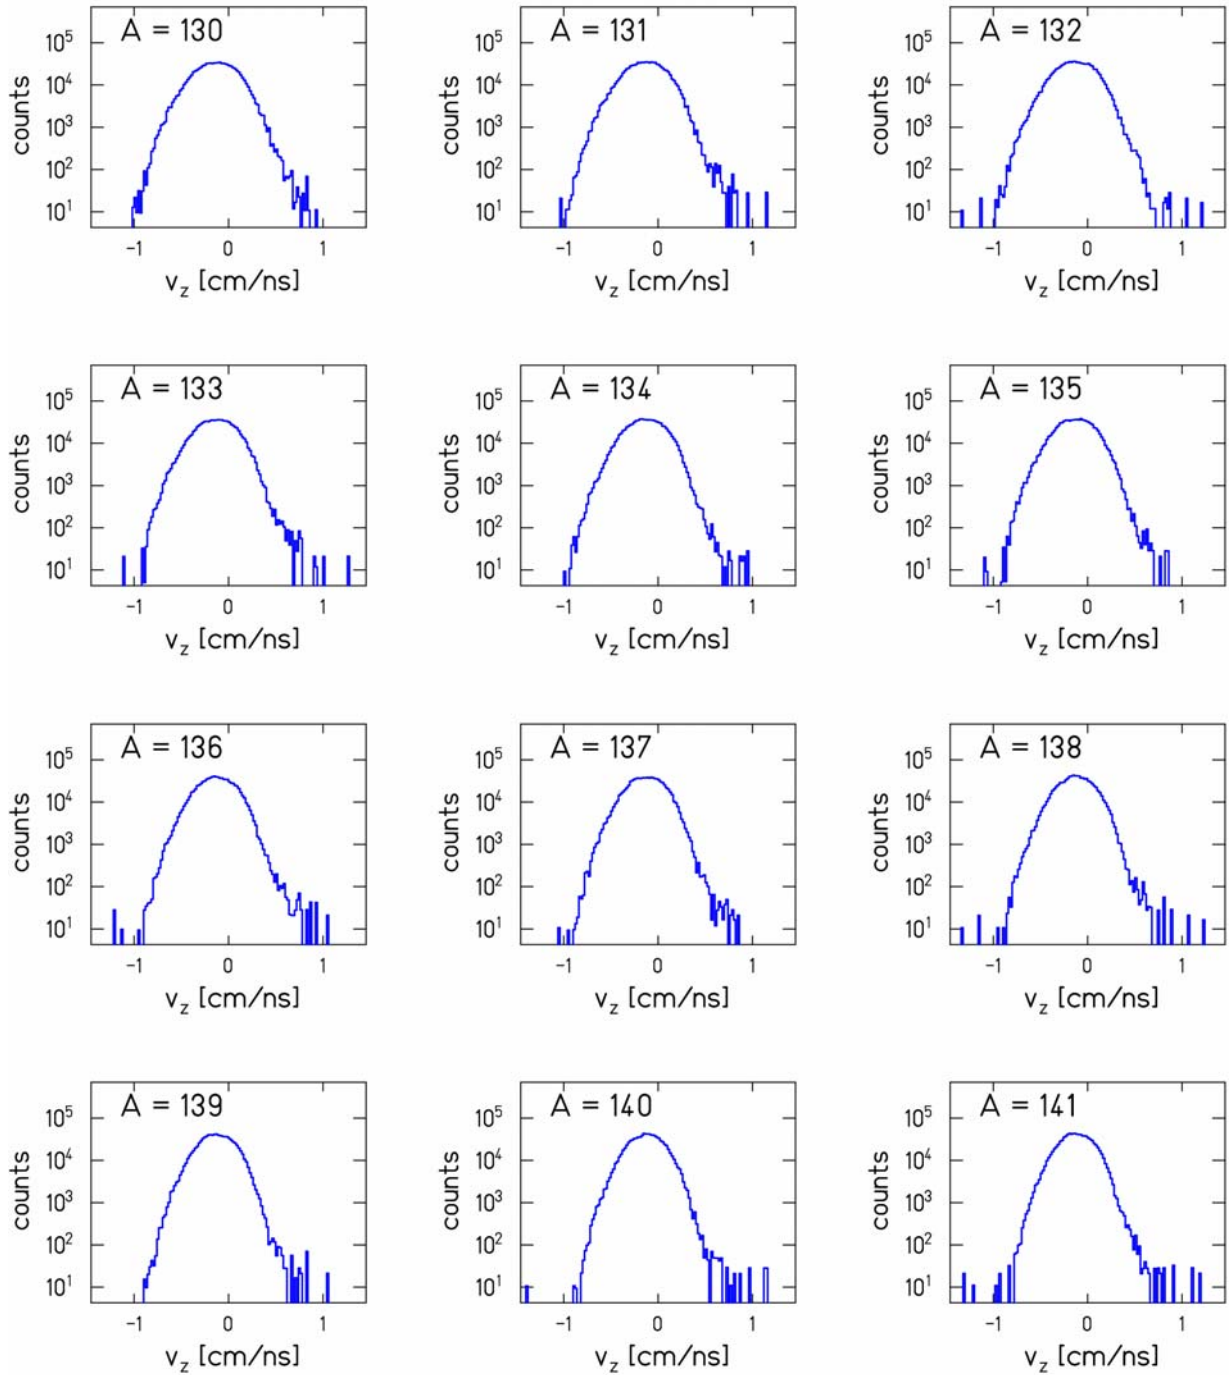 A = 130
A = 131
A = 132
counts
10⁵
10⁴
10³
10²
10¹
counts
10⁵
10⁴
10³
10²
10¹
counts
10⁵
10⁴
10³
10²
10¹
-1 0 1
-1 0 1
-1 0 1
v_z [cm/ns]
v_z [cm/ns]
v_z [cm/ns]
A = 133
A = 134
A = 135
counts
10⁵
10⁴
10³
10²
10¹
counts
10⁵
10⁴
10³
10²
10¹
counts
10⁵
10⁴
10³
10²
10¹
-1 0 1
-1 0 1
-1 0 1
v_z [cm/ns]
v_z [cm/ns]
v_z [cm/ns]
A = 136
A = 137
A = 138
counts
10⁵
10⁴
10³
10²
10¹
counts
10⁵
10⁴
10³
10²
10¹
counts
10⁵
10⁴
10³
10²
10¹
-1 0 1
-1 0 1
-1 0 1
v_z [cm/ns]
v_z [cm/ns]
v_z [cm/ns]
A = 139
A = 140
A = 141
counts
10⁵
10⁴
10³
10²
10¹
counts
10⁵
10⁴
10³
10²
10¹
counts
10⁵
10⁴
10³
10²
10¹
-1 0 1
-1 0 1
-1 0 1
v_z [cm/ns]
v_z [cm/ns]
v_z [cm/ns]